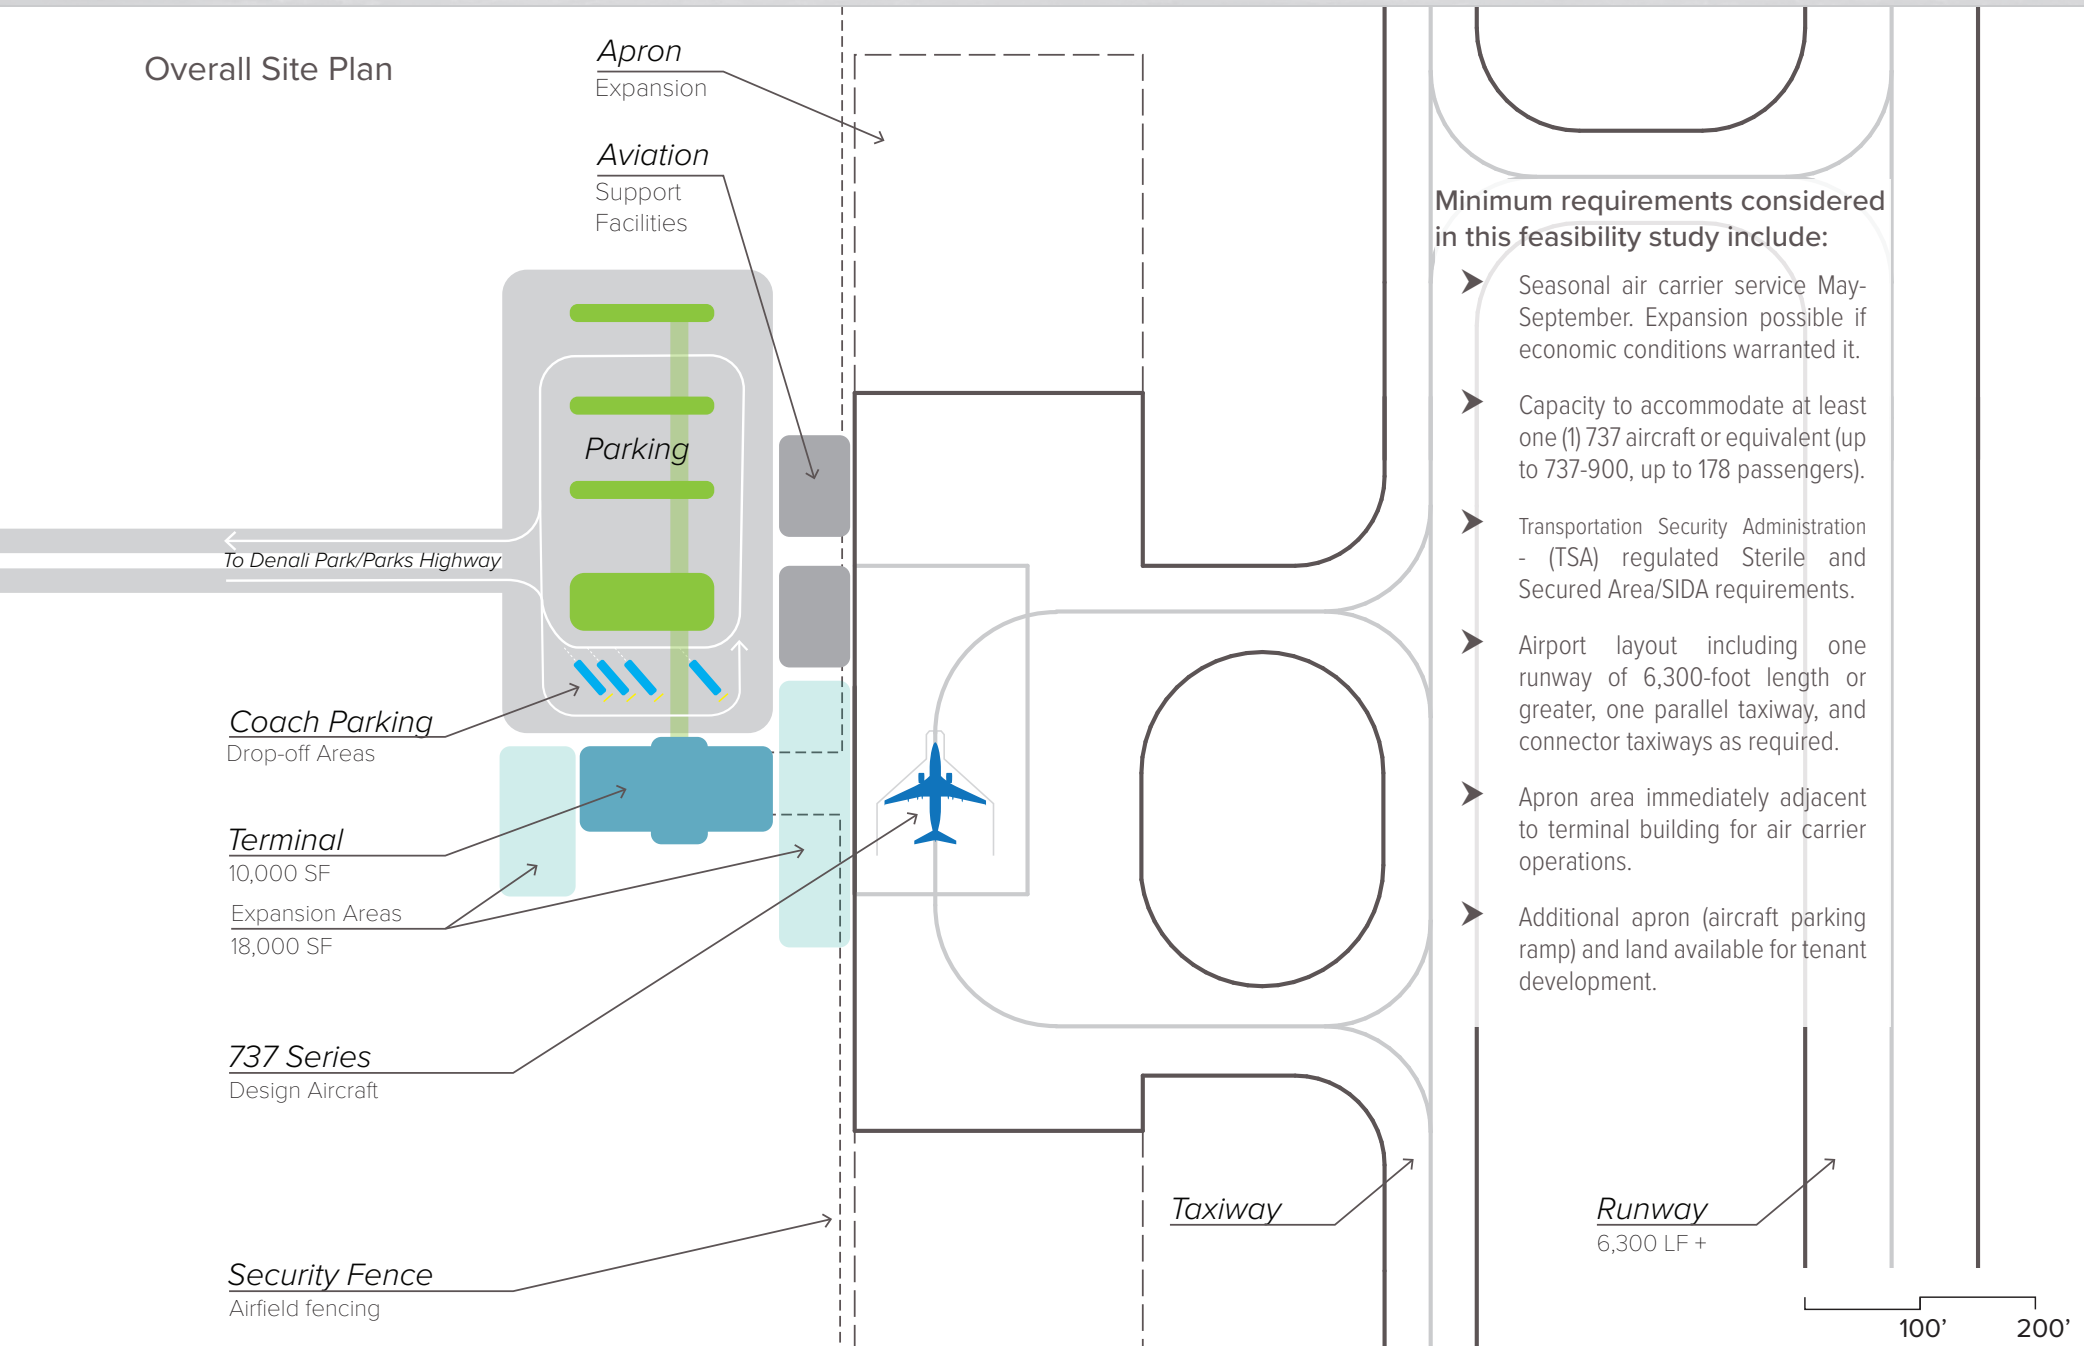 Overall Site Plan
Apron
Expansion
Aviation
Support
Facilities
Parking
To Denali Park/Parks Highway
Coach Parking
Drop-off Areas
Terminal
10,000 SF
Expansion Areas
18,000 SF
737 Series
Design Aircraft
Security Fence
Airfield fencing
Taxiway
Runway
6,300 LF +
Minimum requirements considered
in this feasibility study include:
Seasonal air carrier service May-
September. Expansion possible if
economic conditions warranted it.
Capacity to accommodate at least
one (1) 737 aircraft or equivalent (up
to 737-900, up to 178 passengers).
Transportation Security Administration
- (TSA) regulated Sterile and
Secured Area/SIDA requirements.
Airport layout including one
runway of 6,300-foot length or
greater, one parallel taxiway, and
connector taxiways as required.
Apron area immediately adjacent
to terminal building for air carrier
operations.
Additional apron (aircraft parking
ramp) and land available for tenant
development.
100’ 200’